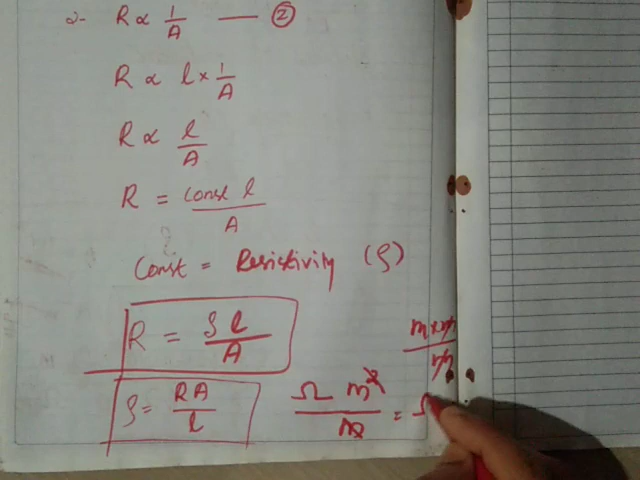 2- R ∝ 1/A — ②
R ∝ l × 1/A
R ∝ l/A
R = const l/A
Const = Resistivity (ρ)
R = ρl/A
m×m/m
ρ = RA/l
Ω m²/m = Ω